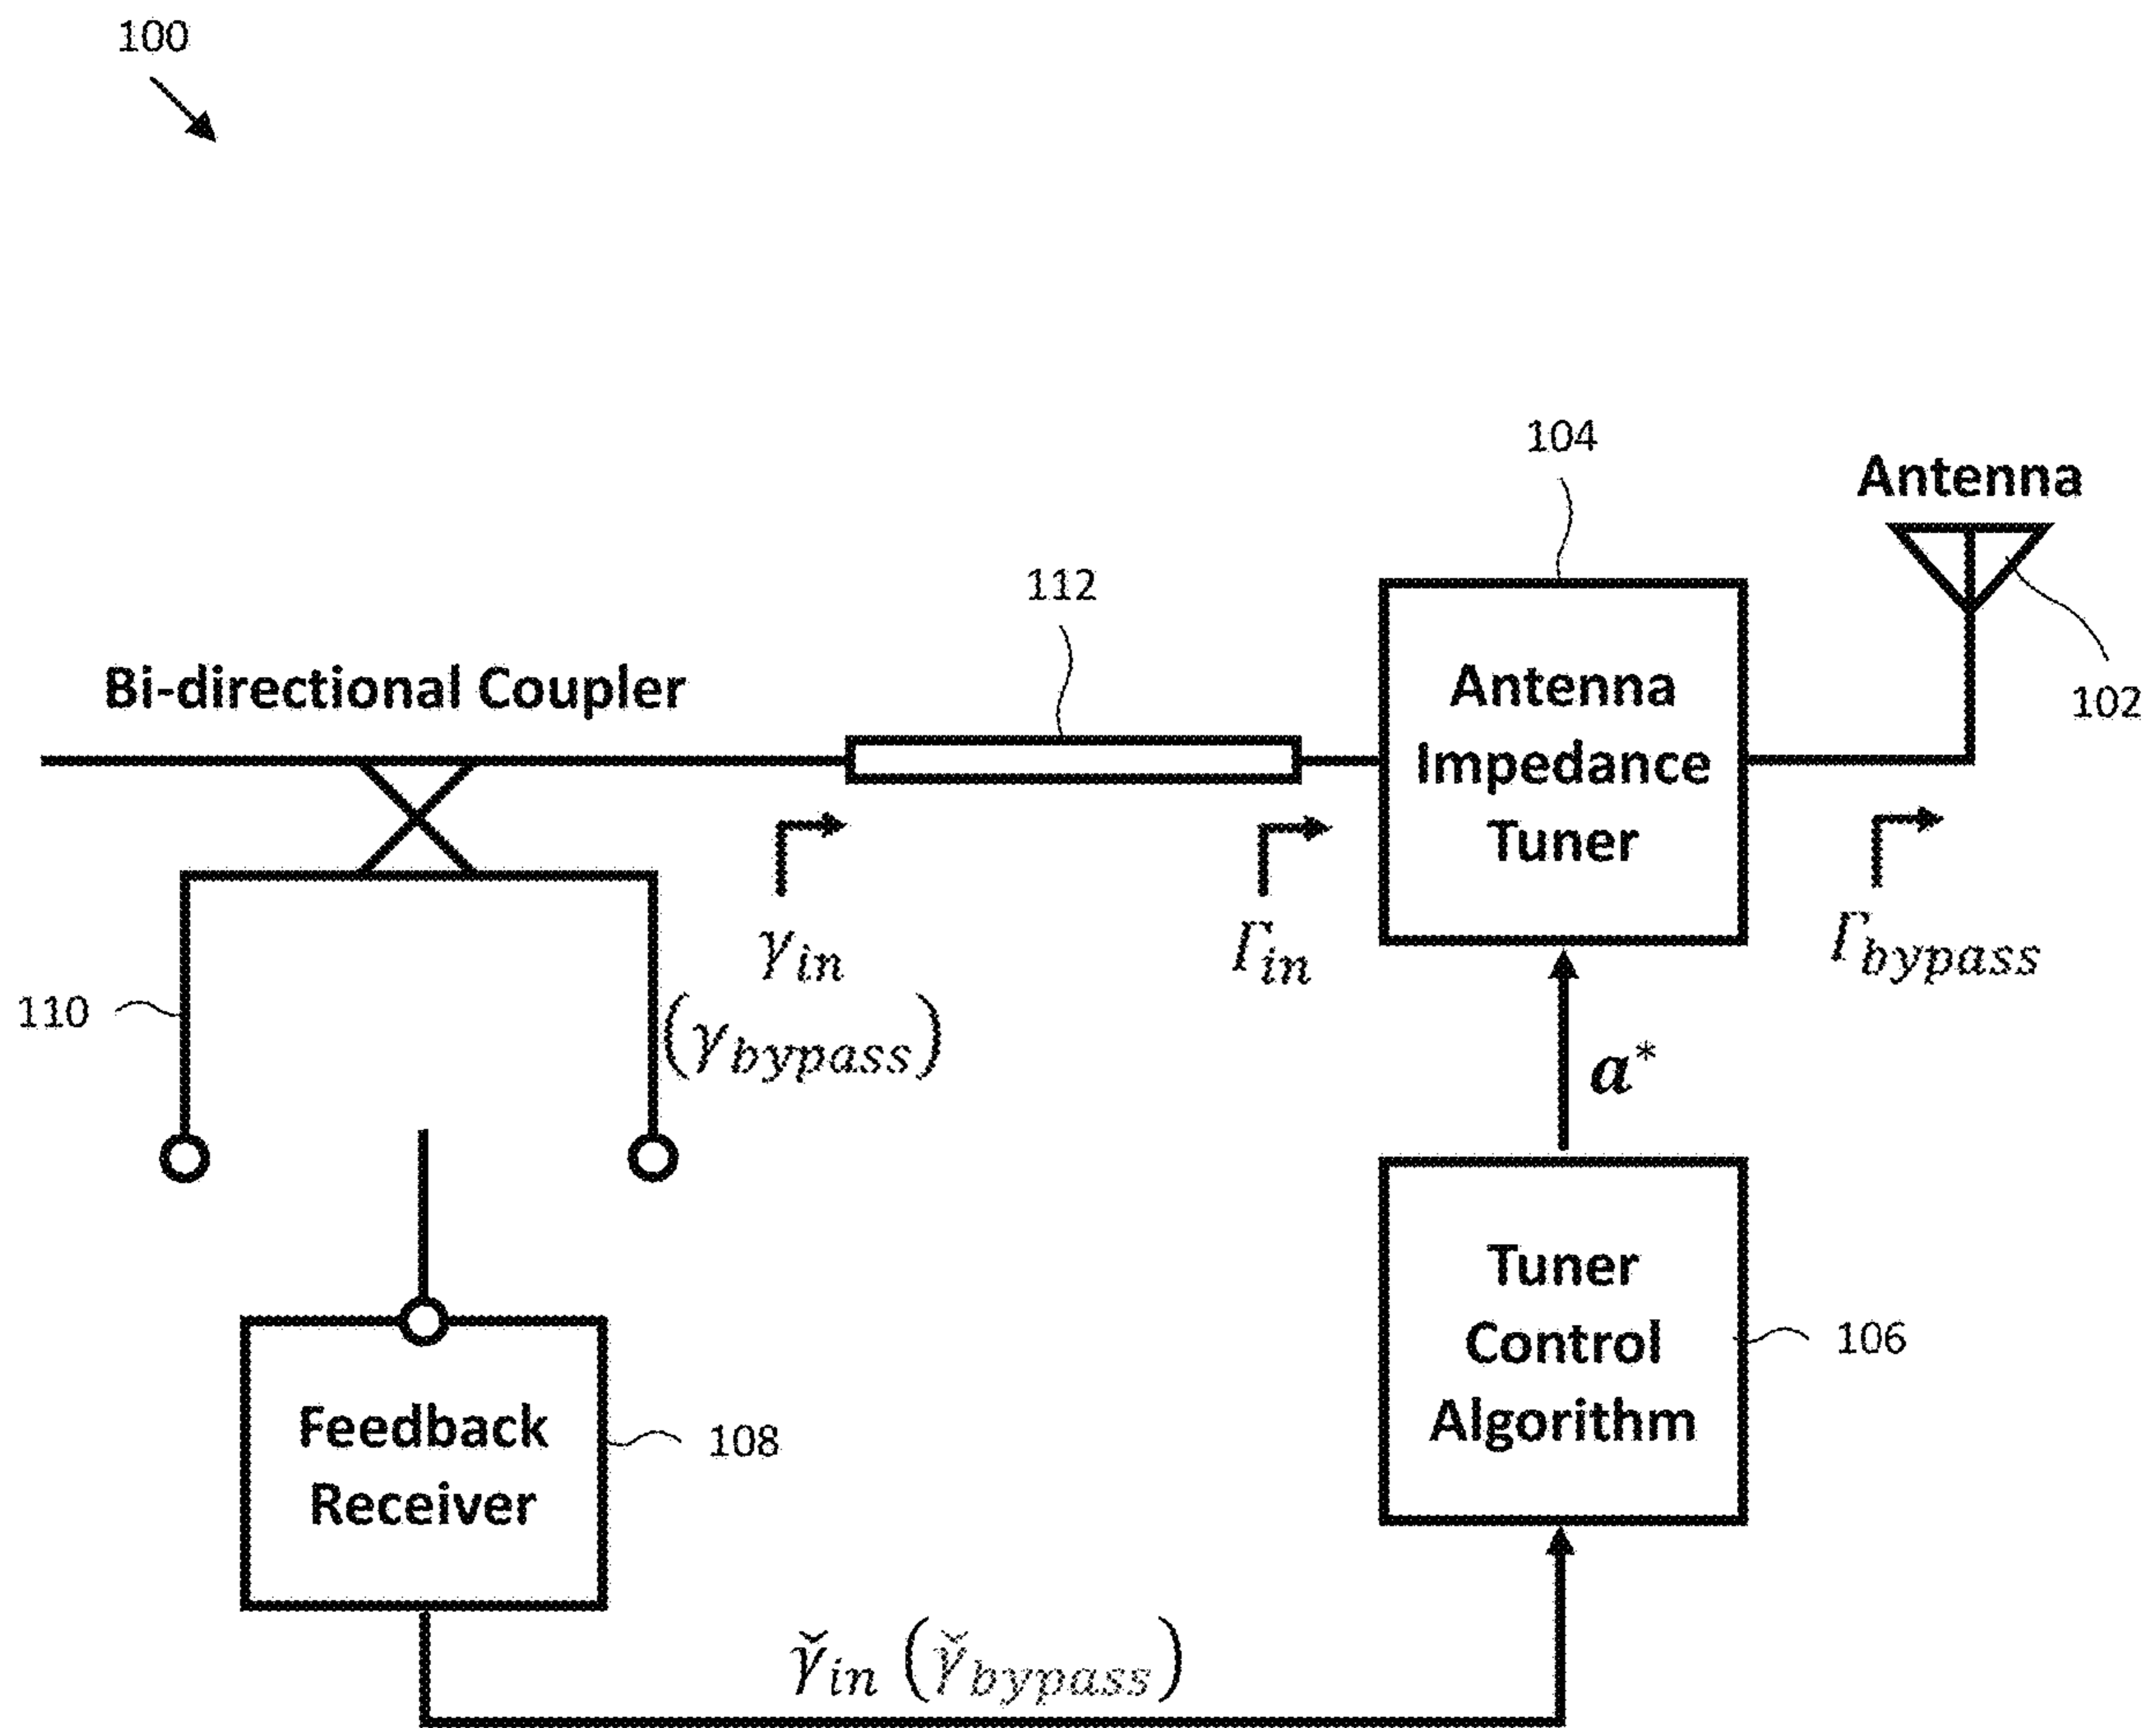 100
104
Antenna
112
Bi-directional Coupler
Antenna
Impedance
Tuner
102
γin
(γbypass)
Γin
Γbypass
110
a*
Tuner
Control
Algorithm
106
Feedback
Receiver
108
γ̌in (γ̌bypass)